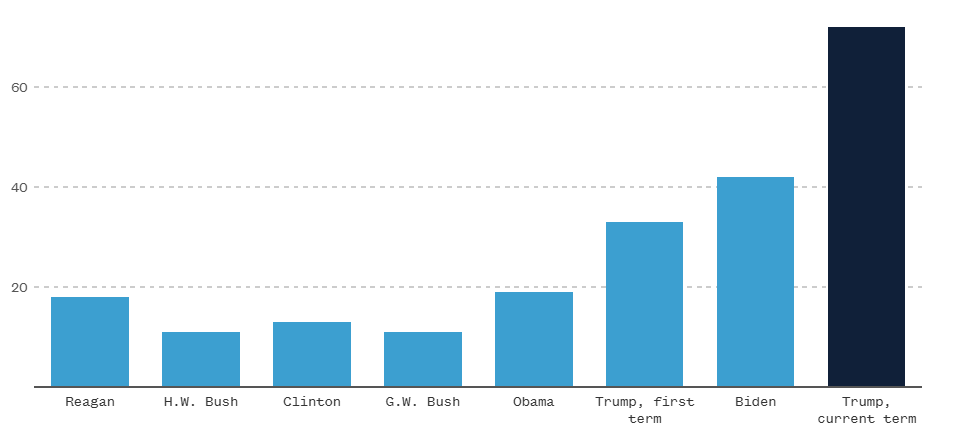 60
40
20
Reagan
H.W. Bush
Clinton
G.W. Bush
Obama
Trump, first
term
Biden
Trump,
current term